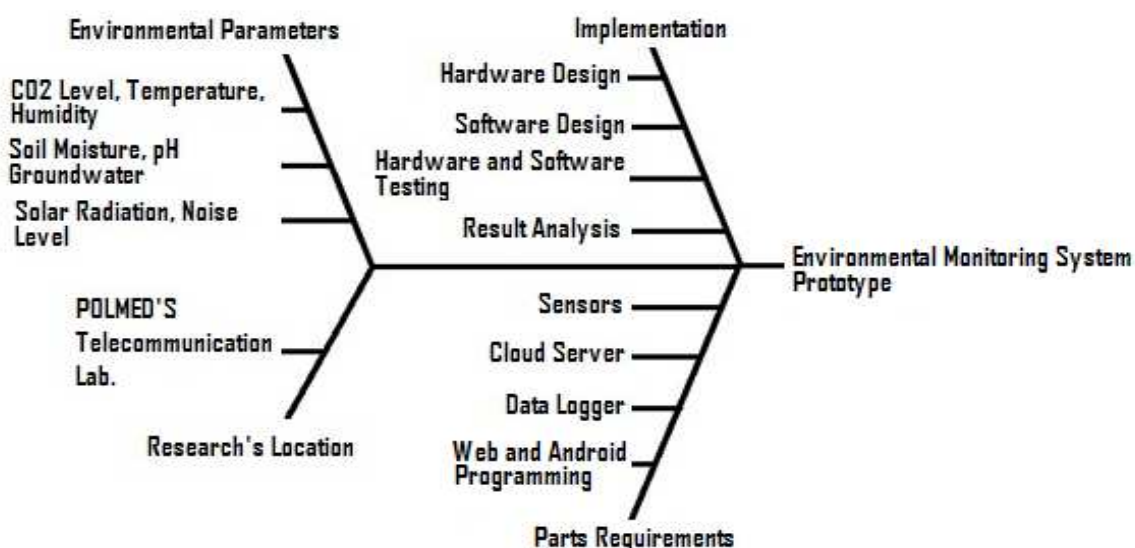 Environmental Parameters
CO2 Level, Temperature,
Humidity
Soil Moisture, pH
Groundwater
Solar Radiation, Noise
Level
Implementation
Hardware Design
Software Design
Hardware and Software
Testing
Result Analysis
Environmental Monitoring System
Prototype
POLMED'S
Telecommunication
Lab.
Research's Location
Sensors
Cloud Server
Data Logger
Web and Android
Programming
Parts Requirements